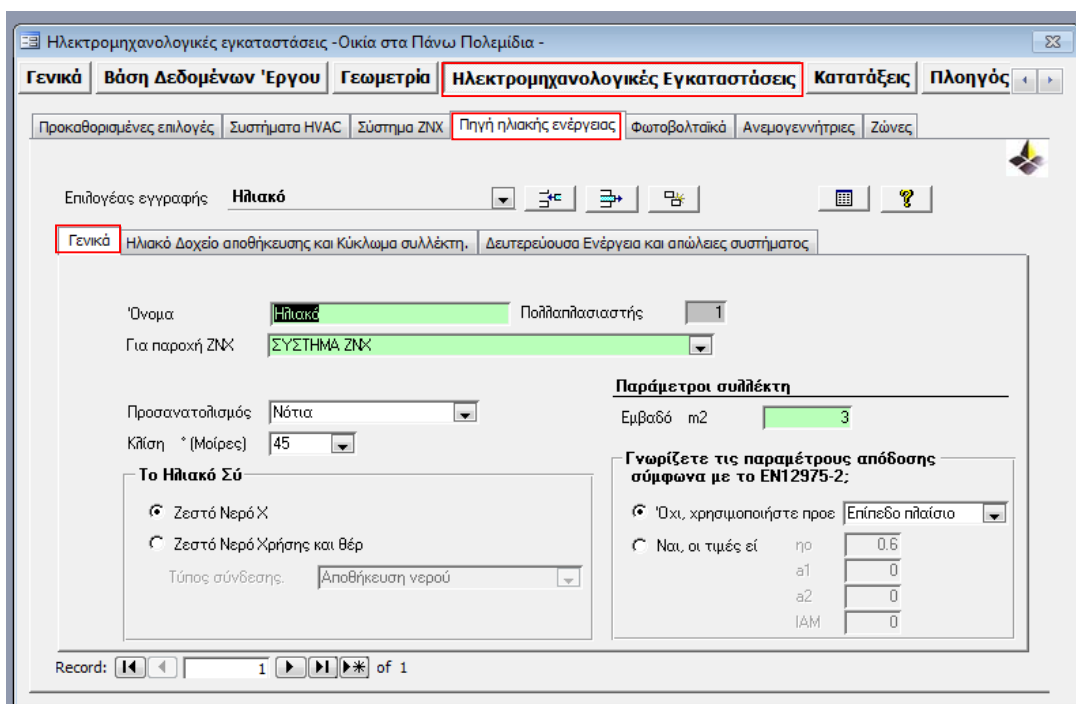 Ηλεκτρομηχανολογικές εγκαταστάσεις -Οικία στα Πάνω Πολεμίδια -
Γενικά Βάση Δεδομένων 'Εργου Γεωμετρία Ηλεκτρομηχανολογικές Εγκαταστάσεις Κατατάξεις Πλοηγός
Προκαθορισμένες επιλογές Συστήματα HVAC Σύστημα ΖΝΧ Πηγή ηλιακής ενέργειας Φωτοβολταϊκά Ανεμογεννήτριες Ζώνες
Επιλογέας εγγραφής Ηλιακό
Γενικά Ηλιακό Δοχείο αποθήκευσης και Κύκλωμα συλλέκτη. Δευτερεύουσα Ενέργεια και απώλειες συστήματος
'Ονομα Ηλιακό Πολλαπλασιαστής 1
Για παροχή ΖΝΧ ΣΥΣΤΗΜΑ ΖΝΧ
Παράμετροι συλλέκτη
Προσανατολισμός Νότια Εμβαδό m2 3
Κλίση °(Μοίρες) 45
Το Ηλιακό Σύ
Γνωρίζετε τις παραμέτρους απόδοσης
σύμφωνα με το EN12975-2;
Ζεστό Νερό Χ 'Οχι, χρησιμοποιήστε προε Επίπεδο πλαίσιο
Ζεστό Νερό Χρήσης και θέρ Ναι, οι τιμές εί ηο 0.6
Τύπος σύνδεσης. Αποθήκευση νερού a1 0
a2 0
IAM 0
Record: 1 of 1